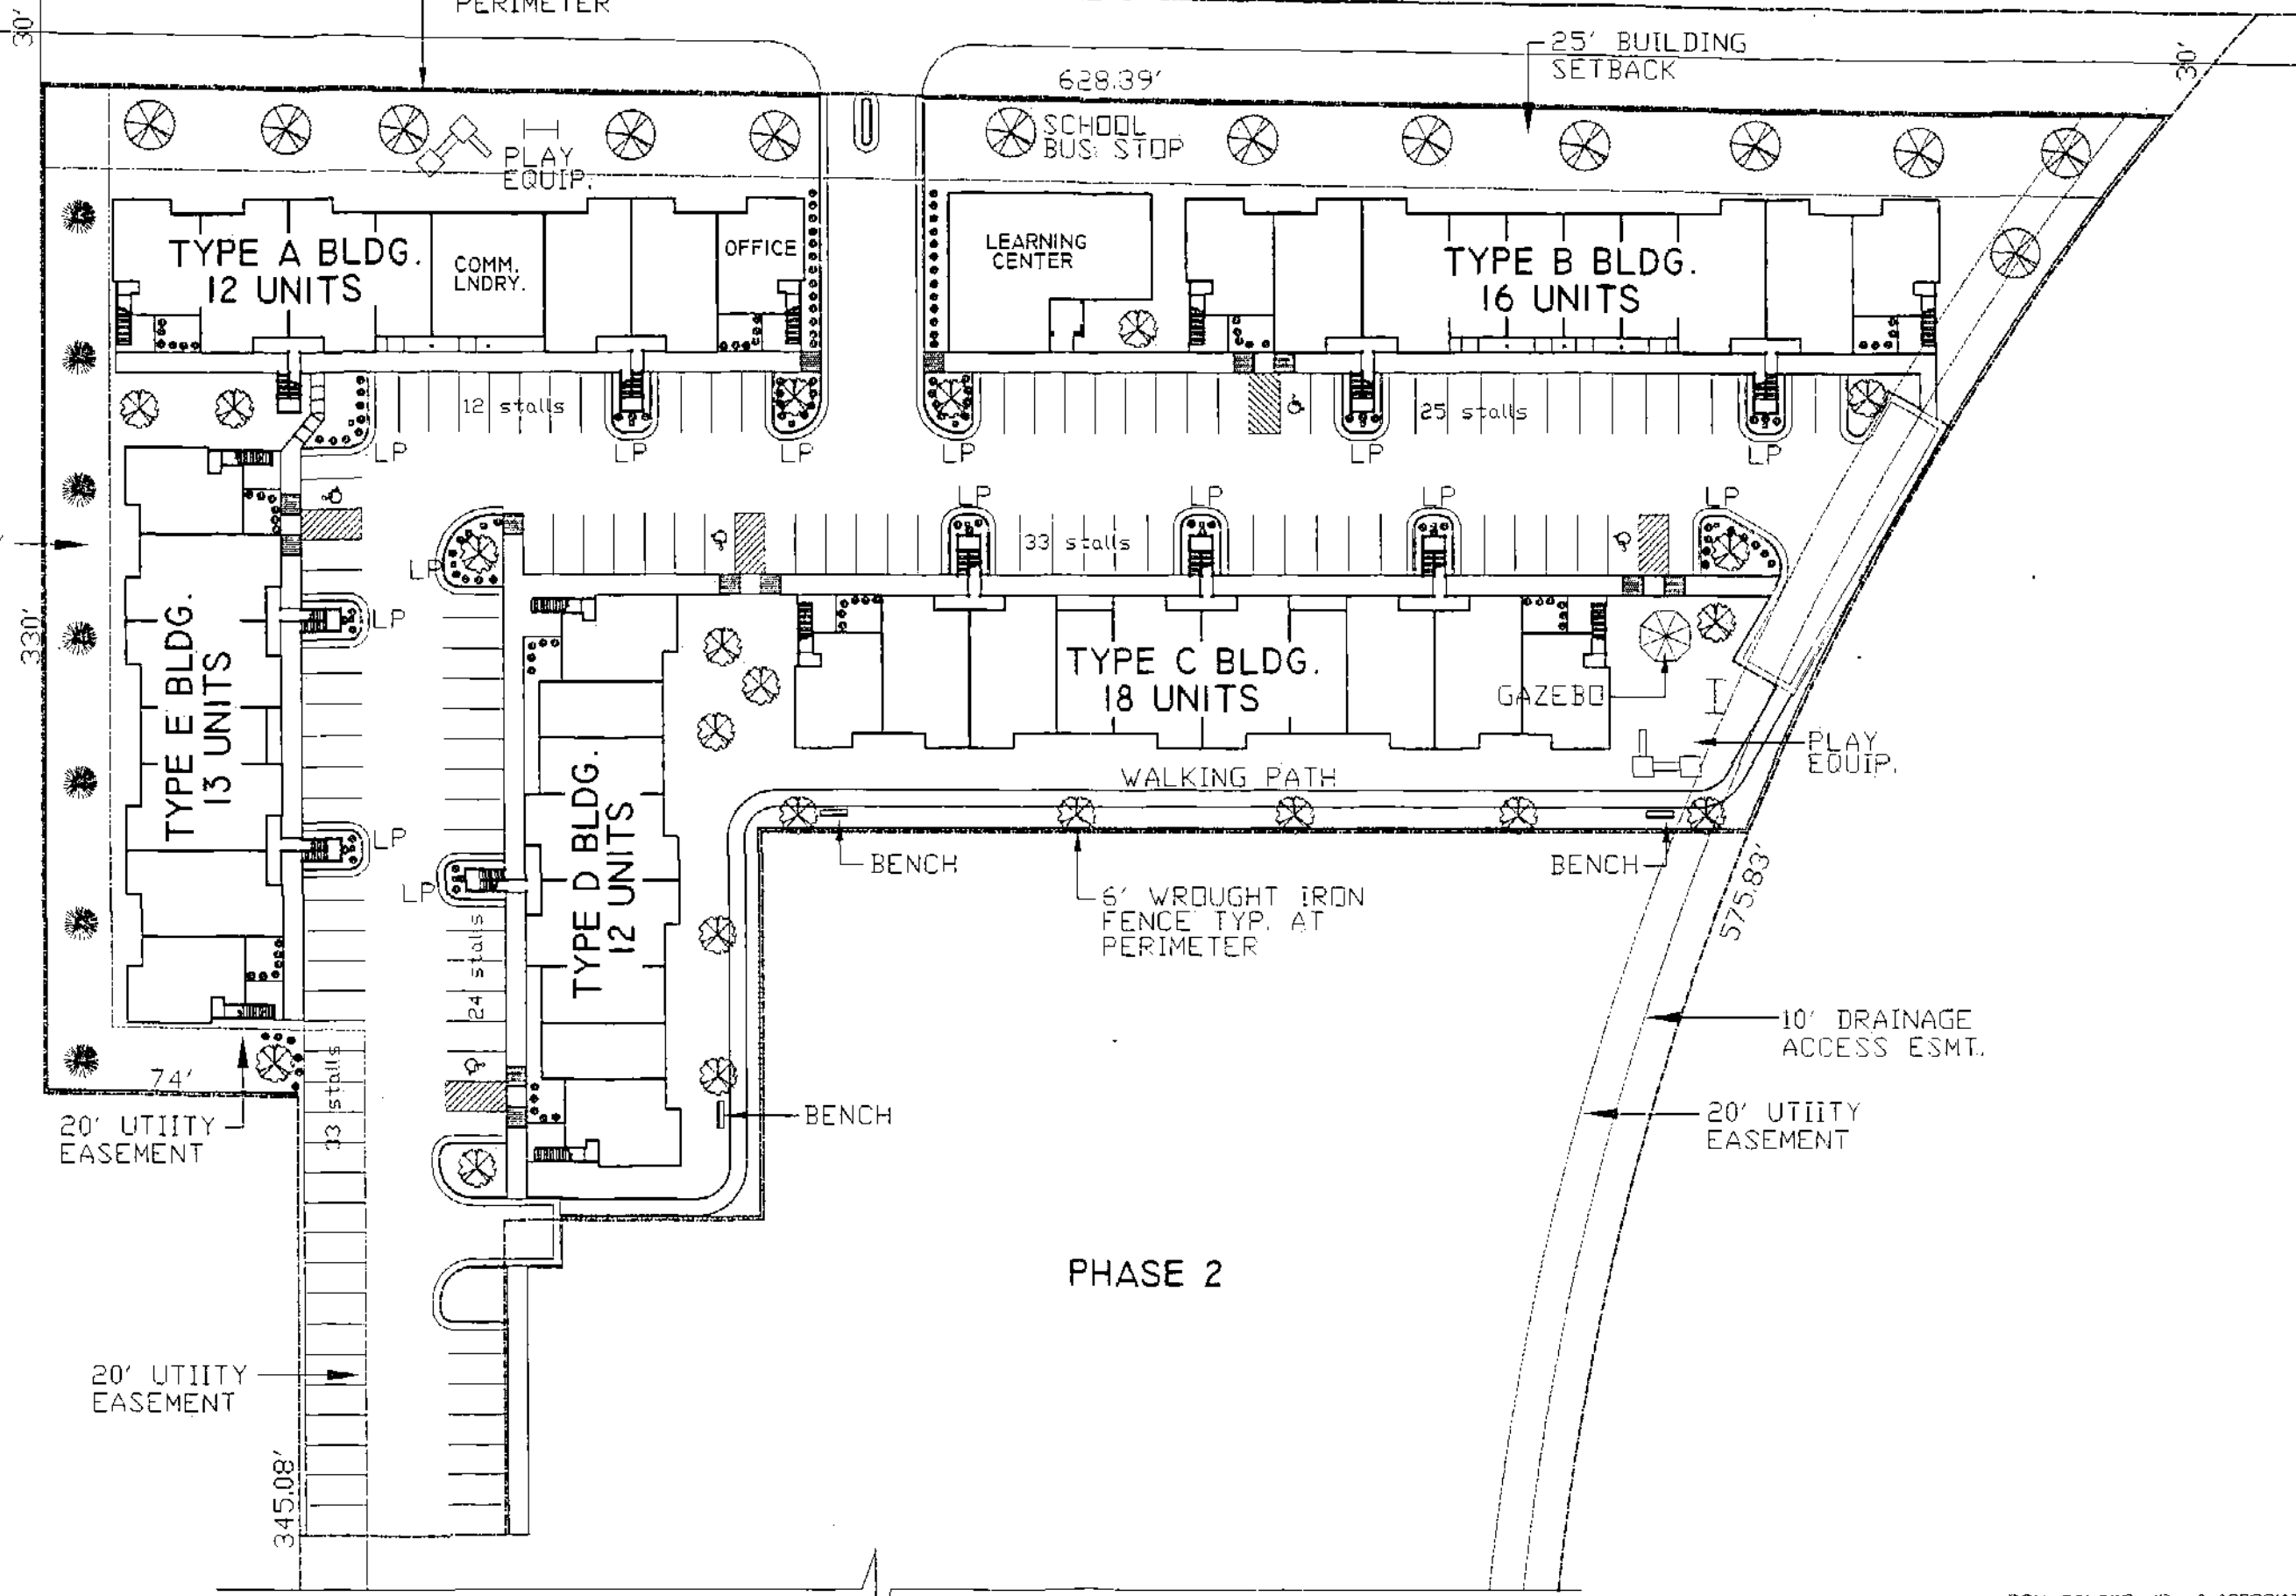 PERIMETER
30'
25' BUILDING
SETBACK
30'
628.39'
SCHOOL
BUS STOP
PLAY
EQUIP.
TYPE A BLDG.
12 UNITS
COMM.
LNDRY.
OFFICE
LEARNING
CENTER
TYPE B BLDG.
16 UNITS
12 stalls
25 stalls
LP
LP
LP
LP
LP
LP
LP
LP
LP
LP
33 stalls
LP
LP
330'
TYPE E BLDG.
13 UNITS
TYPE C BLDG.
18 UNITS
GAZEBO
PLAY
EQUIP.
WALKING PATH
TYPE D BLDG.
12 UNITS
LP
LP
BENCH
BENCH
6' WROUGHT IRON
FENCE TYP. AT
PERIMETER
575.83'
24 stalls
10' DRAINAGE
ACCESS ESMT.
74'
33 stalls
20' UTIITY
EASEMENT
BENCH
20' UTIITY
EASEMENT
PHASE 2
20' UTIITY
EASEMENT
345.08'